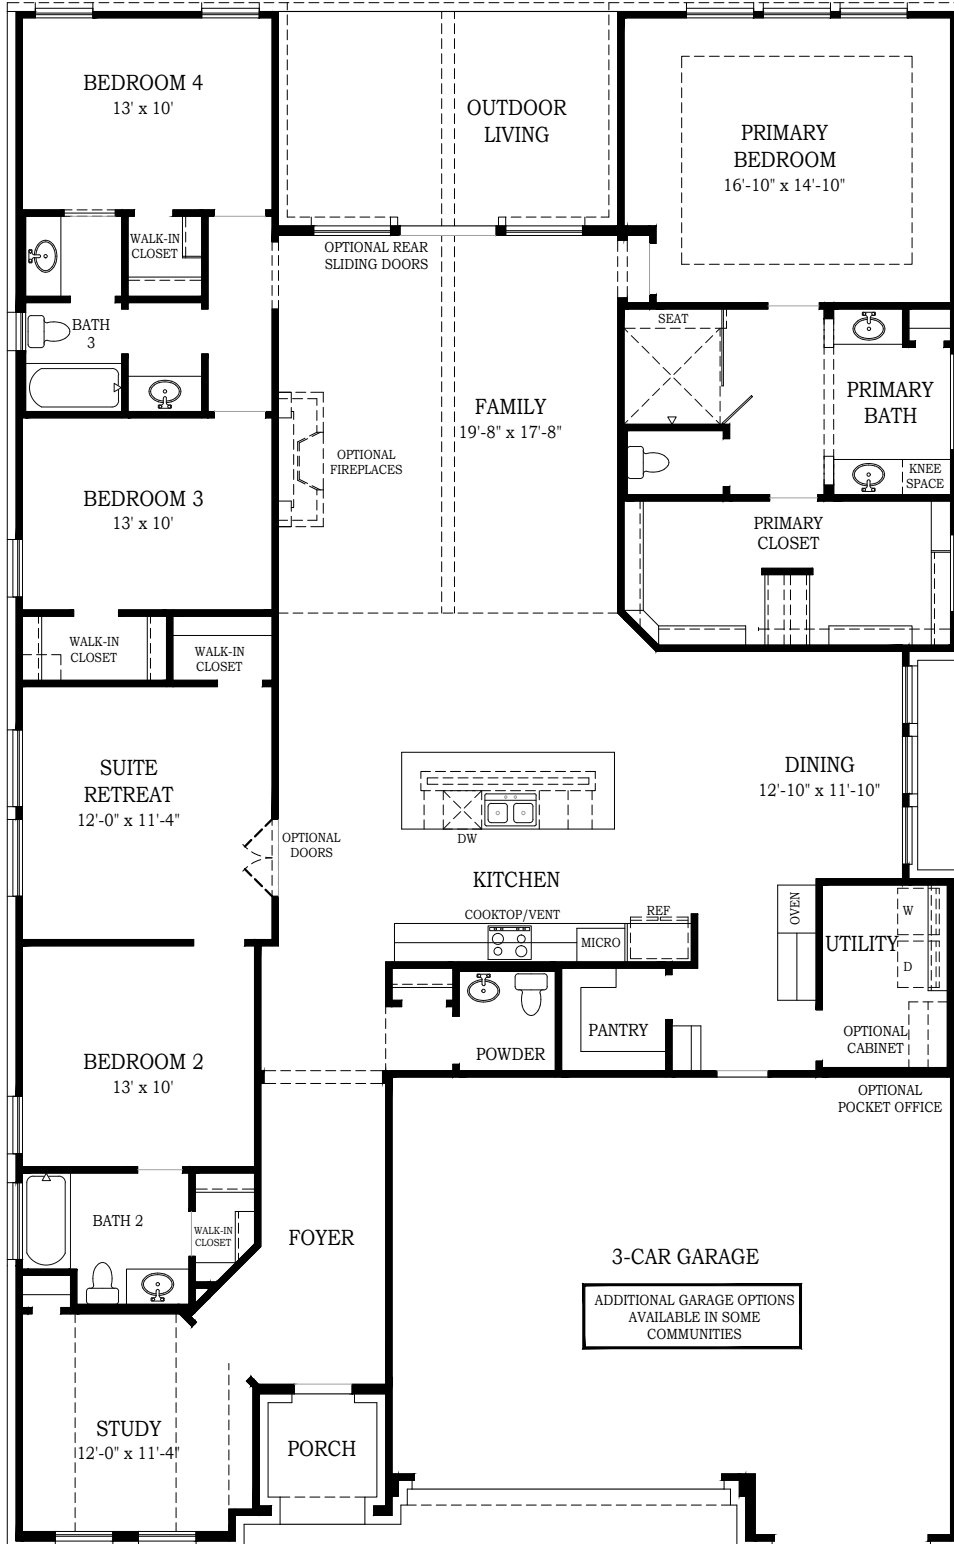 BEDROOM 4
13' x 10'
OUTDOOR
LIVING
PRIMARY
BEDROOM
16'-10" x 14'-10"
WALK-IN
CLOSET
OPTIONAL REAR
SLIDING DOORS
BATH
3
SEAT
FAMILY
19'-8" x 17'-8"
PRIMARY
BATH
OPTIONAL
FIREPLACES
KNEE
SPACE
BEDROOM 3
13' x 10'
PRIMARY
CLOSET
WALK-IN
CLOSET
WALK-IN
CLOSET
SUITE
RETREAT
12'-0" x 11'-4"
DINING
12'-10" x 11'-10"
OPTIONAL
DOORS
DW
KITCHEN
COOKTOP/VENT
REF
MICRO
OVEN
W
D
UTILITY
OPTIONAL
CABINET
PANTRY
POWDER
BEDROOM 2
13' x 10'
OPTIONAL
POCKET OFFICE
BATH 2
WALK-IN
CLOSET
FOYER
3-CAR GARAGE
ADDITIONAL GARAGE OPTIONS
AVAILABLE IN SOME
COMMUNITIES
STUDY
12'-0" x 11'-4"
PORCH